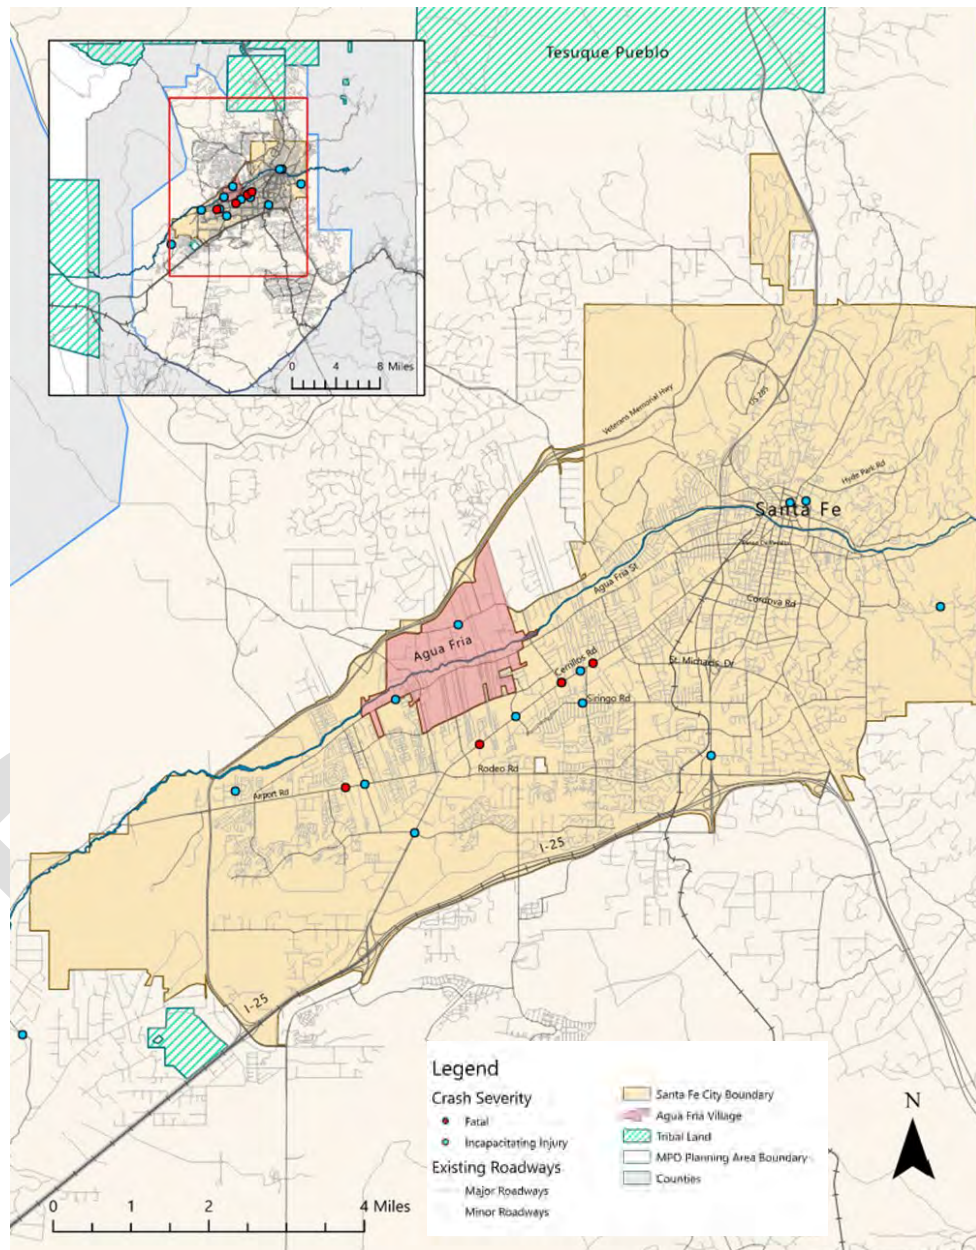 Tesuque Pueblo
0 4 8 Miles
Veterans Memorial Hwy
US 285
Hyde Park Rd
Santa Fe
Agua Fria St
Cordova Rd
Agua Fria
Cerrillos Rd
St. Michaels Dr
Siringo Rd
Rodeo Rd
Airport Rd
I-25
I-25
Legend
Crash Severity
Fatal
Incapacitating Injury
Existing Roadways
Major Roadways
Minor Roadways
Santa Fe City Boundary
Agua Fria Village
Tribal Land
MPO Planning Area Boundary
Counties
N
0 1 2 4 Miles